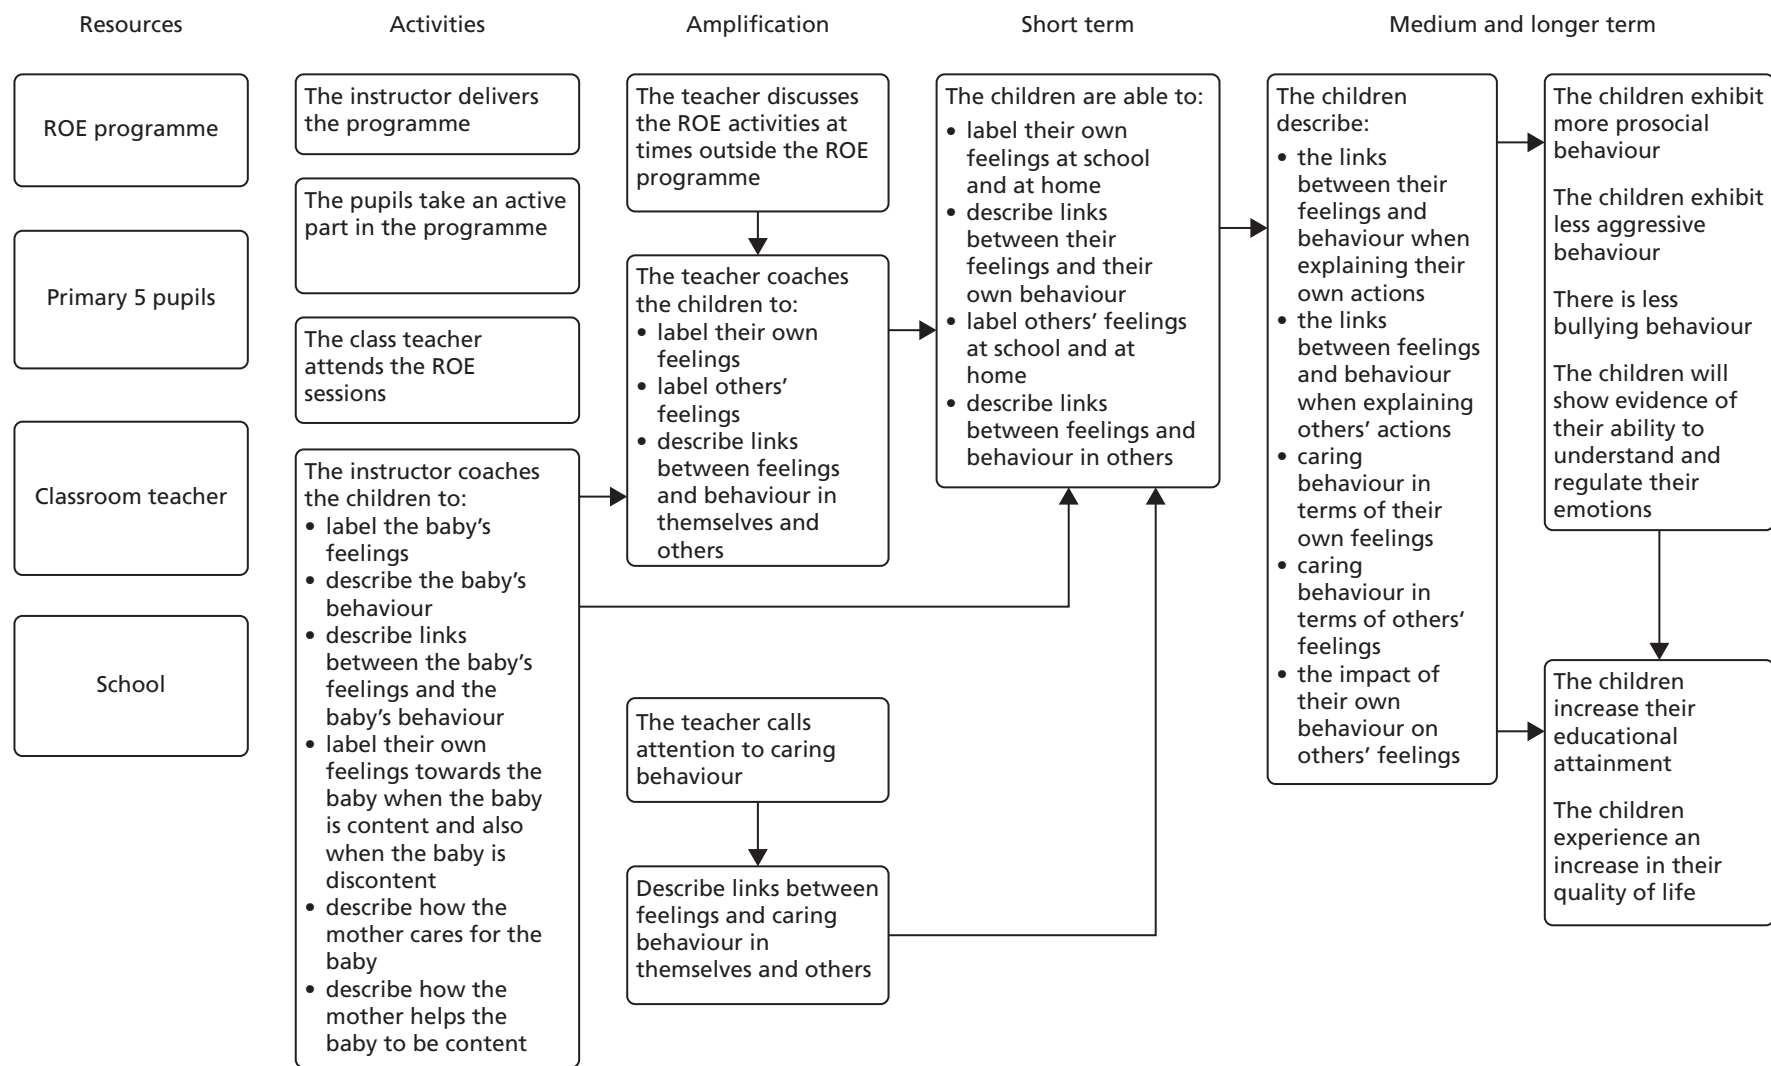 Resources
Activities
Amplification
Short term
Medium and longer term
ROE programme
Primary 5 pupils
Classroom teacher
School
The instructor delivers
the programme
The pupils take an active
part in the programme
The class teacher
attends the ROE
sessions
The instructor coaches
the children to:
• label the baby’s
feelings
• describe the baby’s
behaviour
• describe links
between the baby’s
feelings and the
baby’s behaviour
• label their own
feelings towards the
baby when the baby
is content and also
when the baby is
discontent
• describe how the
mother cares for the
baby
• describe how the
mother helps the
baby to be content
The teacher discusses
the ROE activities at
times outside the ROE
programme
The teacher coaches
the children to:
• label their own
feelings
• label others’
feelings
• describe links
between feelings
and behaviour in
themselves and
others
The teacher calls
attention to caring
behaviour
Describe links between
feelings and caring
behaviour in
themselves and others
The children are able to:
• label their own
feelings at school
and at home
• describe links
between their
feelings and their
own behaviour
• label others’ feelings
at school and at
home
• describe links
between feelings and
behaviour in others
The children
describe:
• the links
between their
feelings and
behaviour when
explaining their
own actions
• the links
between feelings
and behaviour
when explaining
others’ actions
• caring
behaviour in
terms of their
own feelings
• caring
behaviour in
terms of others’
feelings
• the impact of
their own
behaviour on
others’ feelings
The children exhibit
more prosocial
behaviour
The children exhibit
less aggressive
behaviour
There is less
bullying behaviour
The children will
show evidence of
their ability to
understand and
regulate their
emotions
The children
increase their
educational
attainment
The children
experience an
increase in their
quality of life